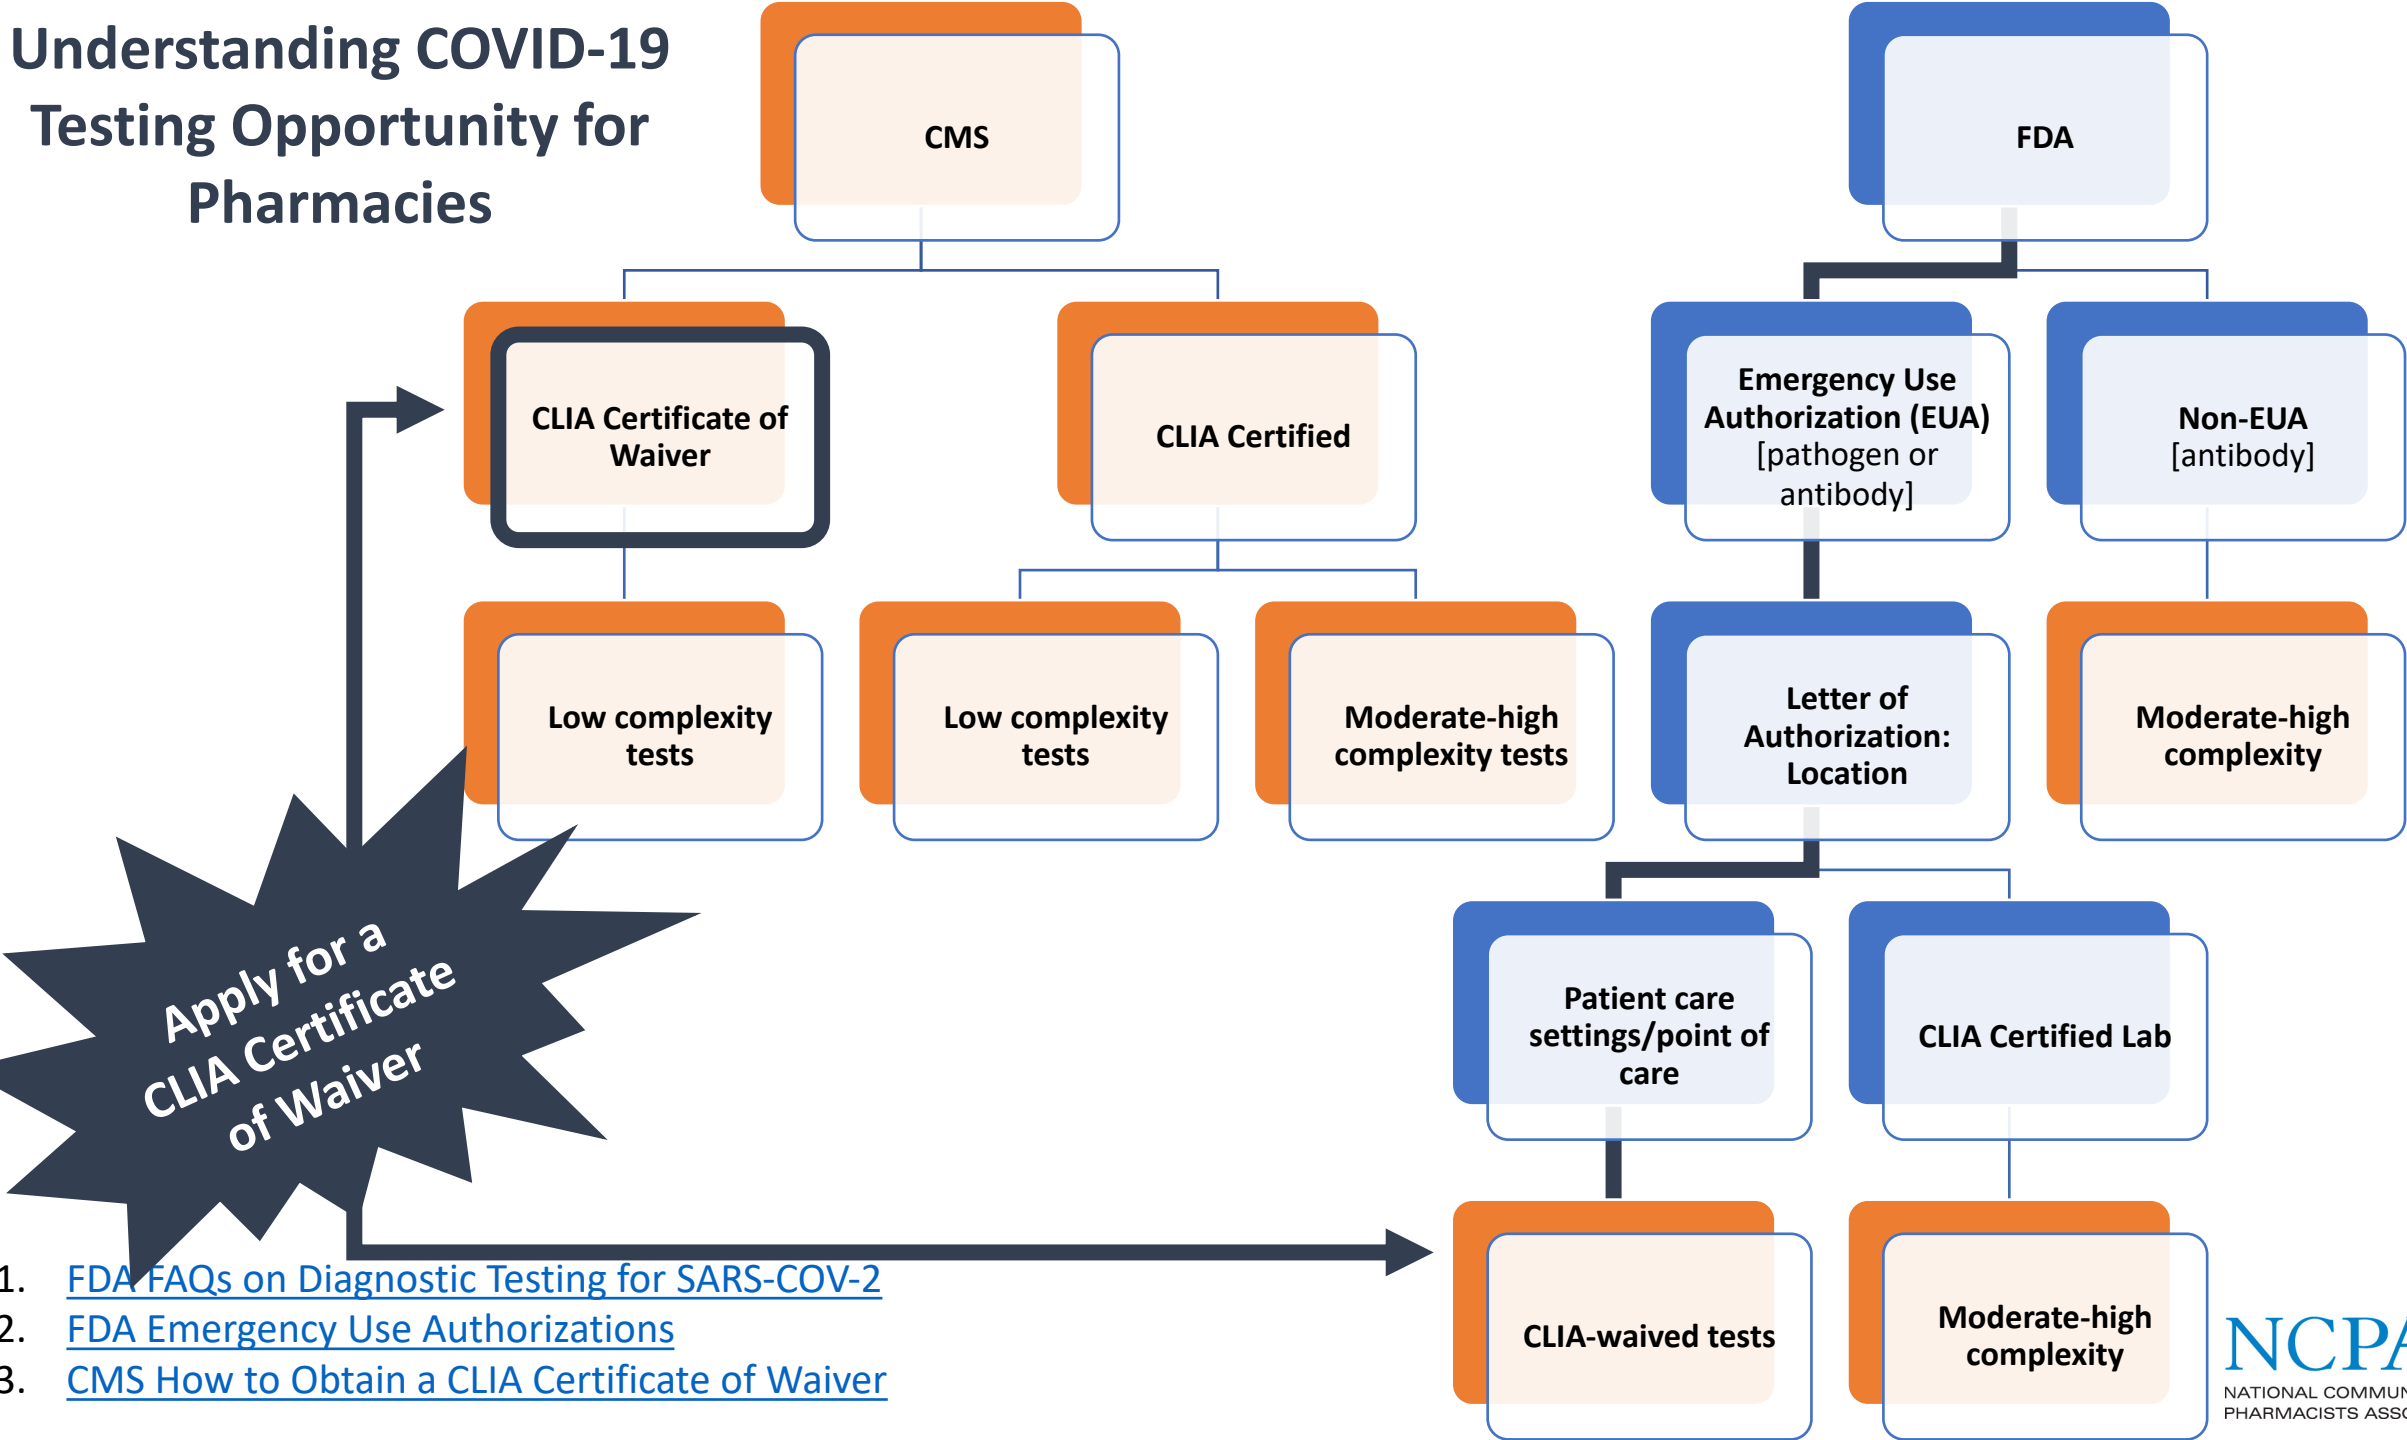 Understanding COVID-19
Testing Opportunity for
Pharmacies
CMS
FDA
CLIA Certificate of
Waiver
CLIA Certified
Emergency Use
Authorization (EUA)
[pathogen or
antibody]
Non-EUA
[antibody]
Low complexity
tests
Low complexity
tests
Moderate-high
complexity tests
Letter of
Authorization:
Location
Moderate-high
complexity
Apply for a
CLIA Certificate
of Waiver
Patient care
settings/point of
care
CLIA Certified Lab
CLIA-waived tests
Moderate-high
complexity
1. FDA FAQs on Diagnostic Testing for SARS-COV-2
2. FDA Emergency Use Authorizations
3. CMS How to Obtain a CLIA Certificate of Waiver
NCPA
NATIONAL
PHARMACISTS